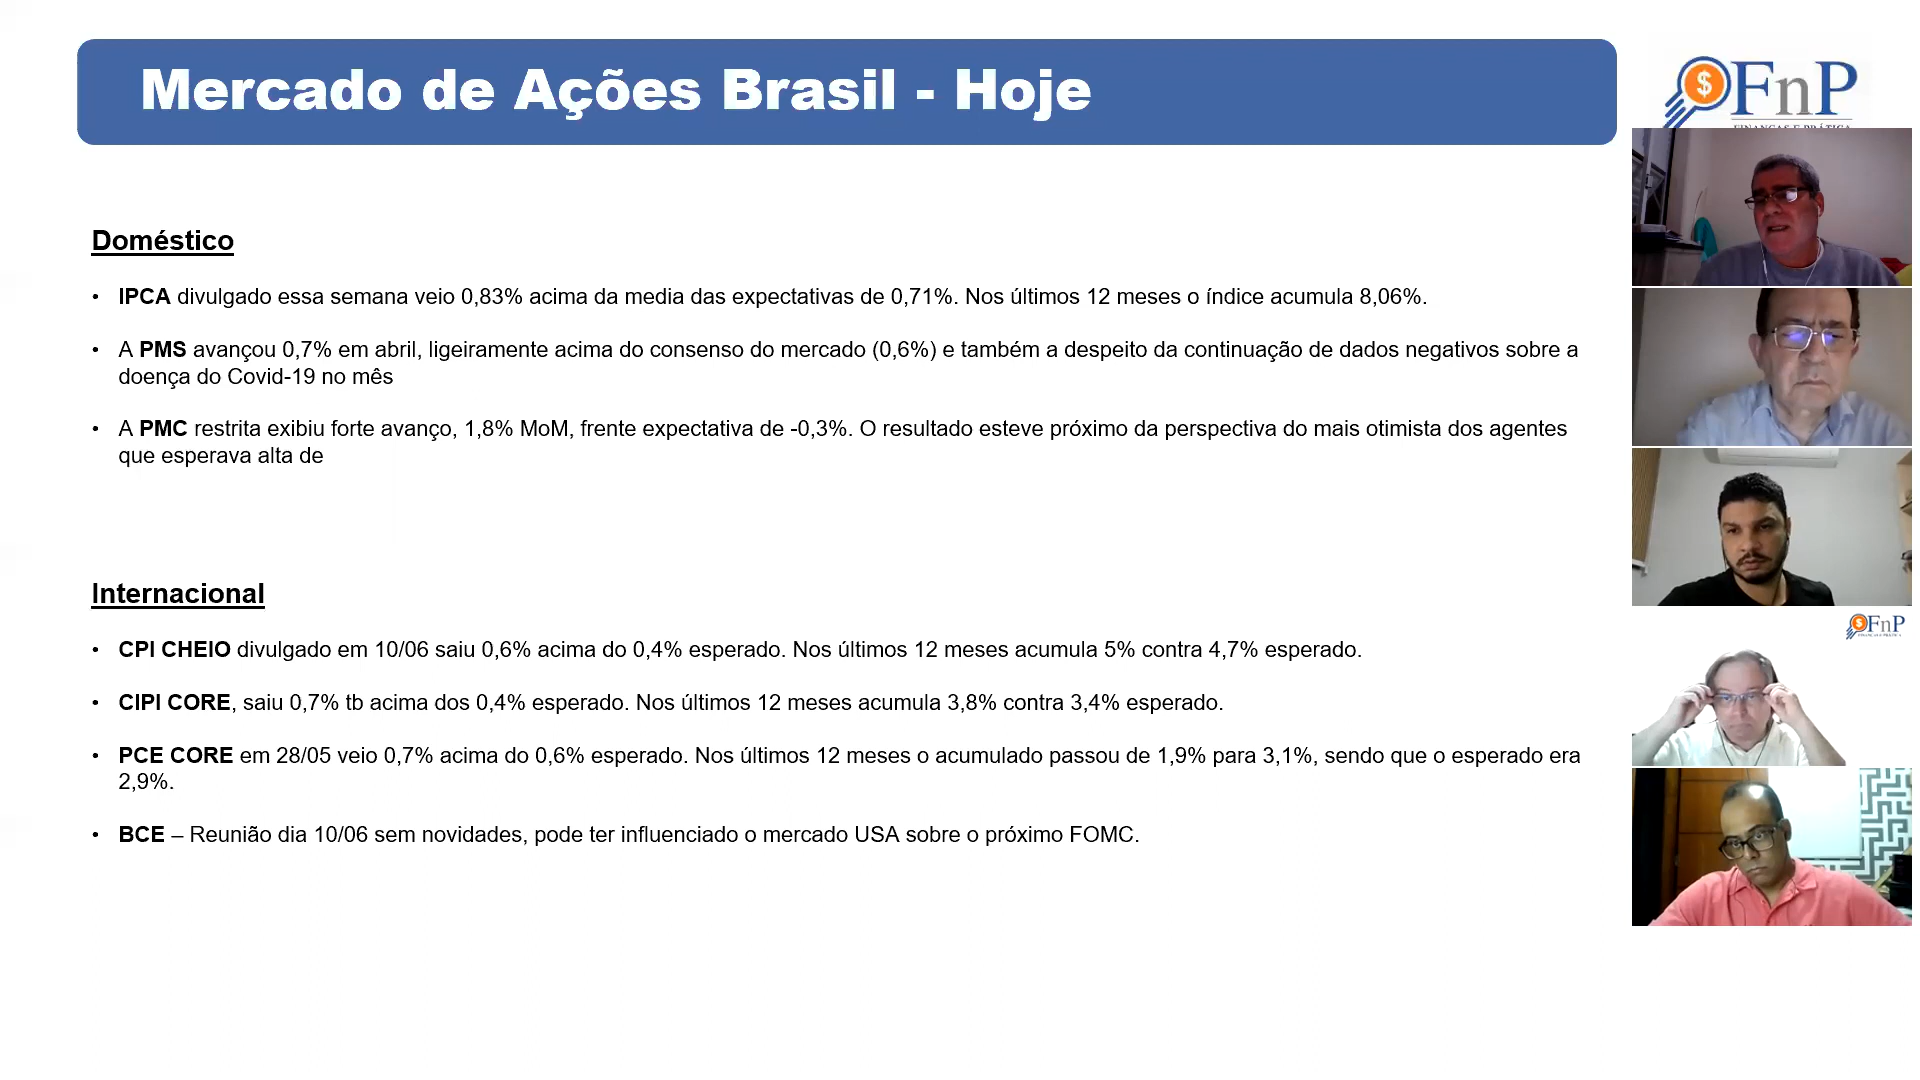 Mercado de Ações Brasil - Hoje
FnP
FINANÇAS E PRÁTICA
Doméstico
• IPCA divulgado essa semana veio 0,83% acima da media das expectativas de 0,71%. Nos últimos 12 meses o índice acumula 8,06%.
• A PMS avançou 0,7% em abril, ligeiramente acima do consenso do mercado (0,6%) e também a despeito da continuação de dados negativos sobre a
doença do Covid-19 no mês
• A PMC restrita exibiu forte avanço, 1,8% MoM, frente expectativa de -0,3%. O resultado esteve próximo da perspectiva do mais otimista dos agentes
que esperava alta de
Internacional
• CPI CHEIO divulgado em 10/06 saiu 0,6% acima do 0,4% esperado. Nos últimos 12 meses acumula 5% contra 4,7% esperado.
• CIPI CORE, saiu 0,7% tb acima dos 0,4% esperado. Nos últimos 12 meses acumula 3,8% contra 3,4% esperado.
• PCE CORE em 28/05 veio 0,7% acima do 0,6% esperado. Nos últimos 12 meses o acumulado passou de 1,9% para 3,1%, sendo que o esperado era
2,9%.
• BCE – Reunião dia 10/06 sem novidades, pode ter influenciado o mercado USA sobre o próximo FOMC.
FnP